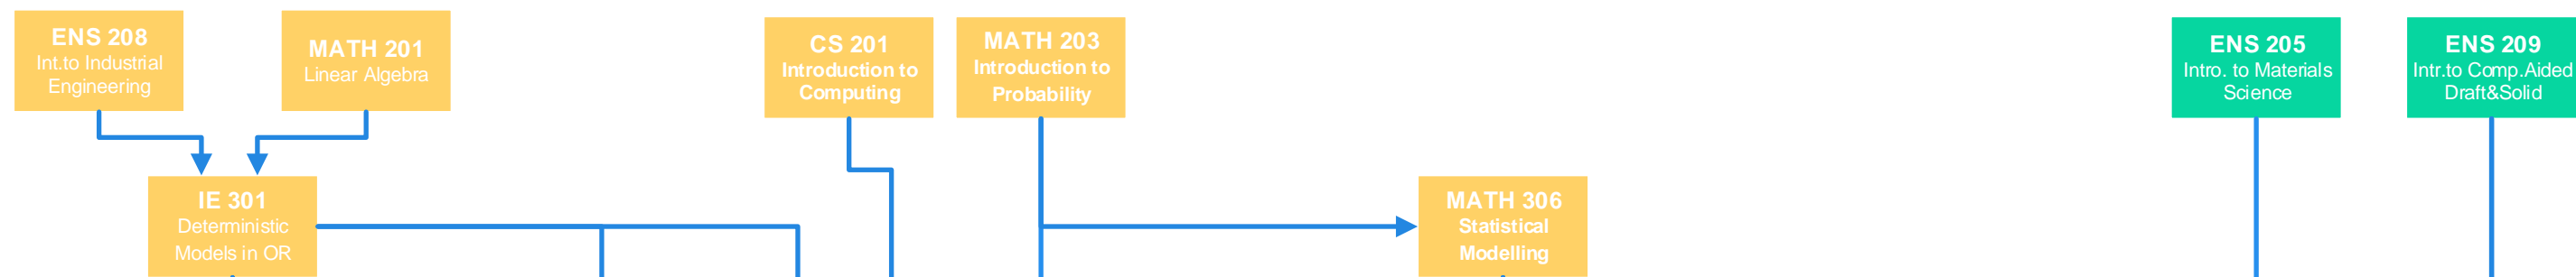 ENS 208
Int.to Industrial
Engineering
MATH 201
Linear Algebra
CS 201
Introduction to
Computing
MATH 203
Introduction to
Probability
ENS 205
Intro. to Materials
Science
ENS 209
Intr.to Comp.Aided
Draft&Solid
IE 301
Deterministic
Models in OR
MATH 306
Statistical
Modelling